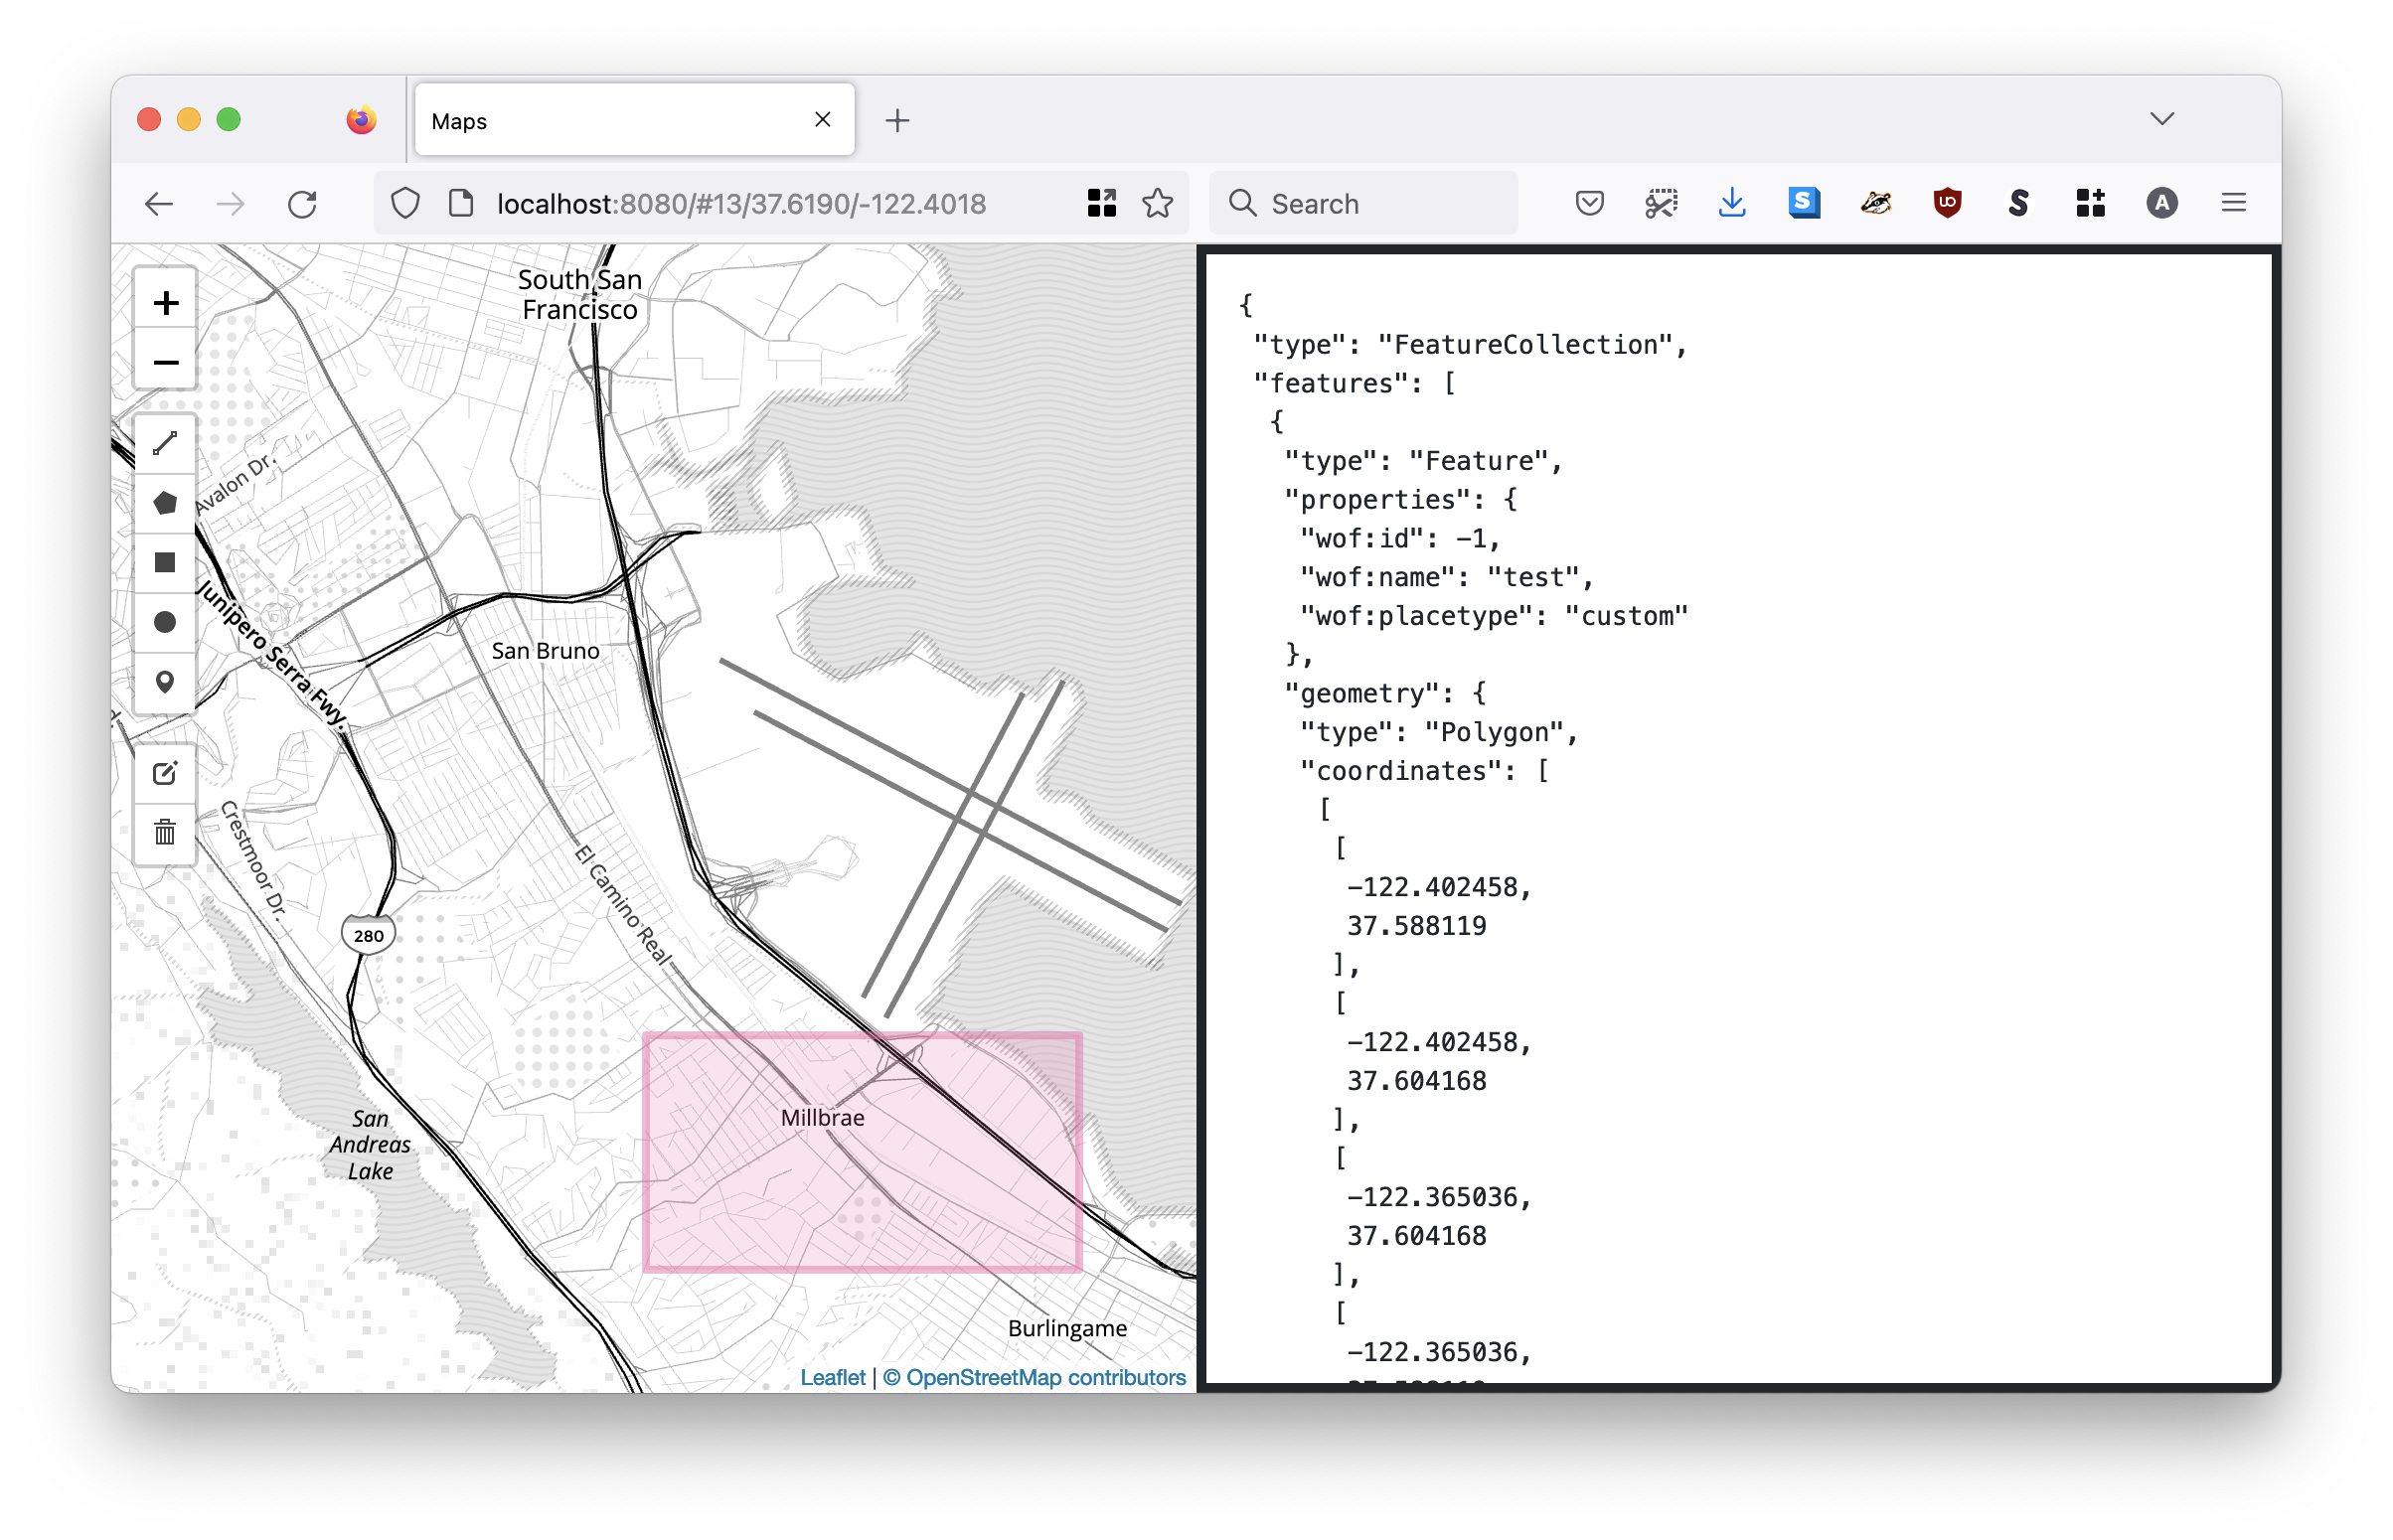 Maps
localhost:8080/#13/37.6190/-122.4018
Search
S
UO
S
A
South San
Francisco
Avalon Dr.
Junipero Serra Fwy.
San Bruno
Crestmoor Dr.
El Camino Real
280
Millbrae
San
Andreas
Lake
Burlingame
Leaflet | © OpenStreetMap contributors
{
"type": "FeatureCollection",
"features": [
{
"type": "Feature",
"properties": {
"wof:id": -1,
"wof:name": "test",
"wof:placetype": "custom"
},
"geometry": {
"type": "Polygon",
"coordinates": [
[
[
-122.402458,
37.588119
],
[
-122.402458,
37.604168
],
[
-122.365036,
37.604168
],
[
-122.365036,